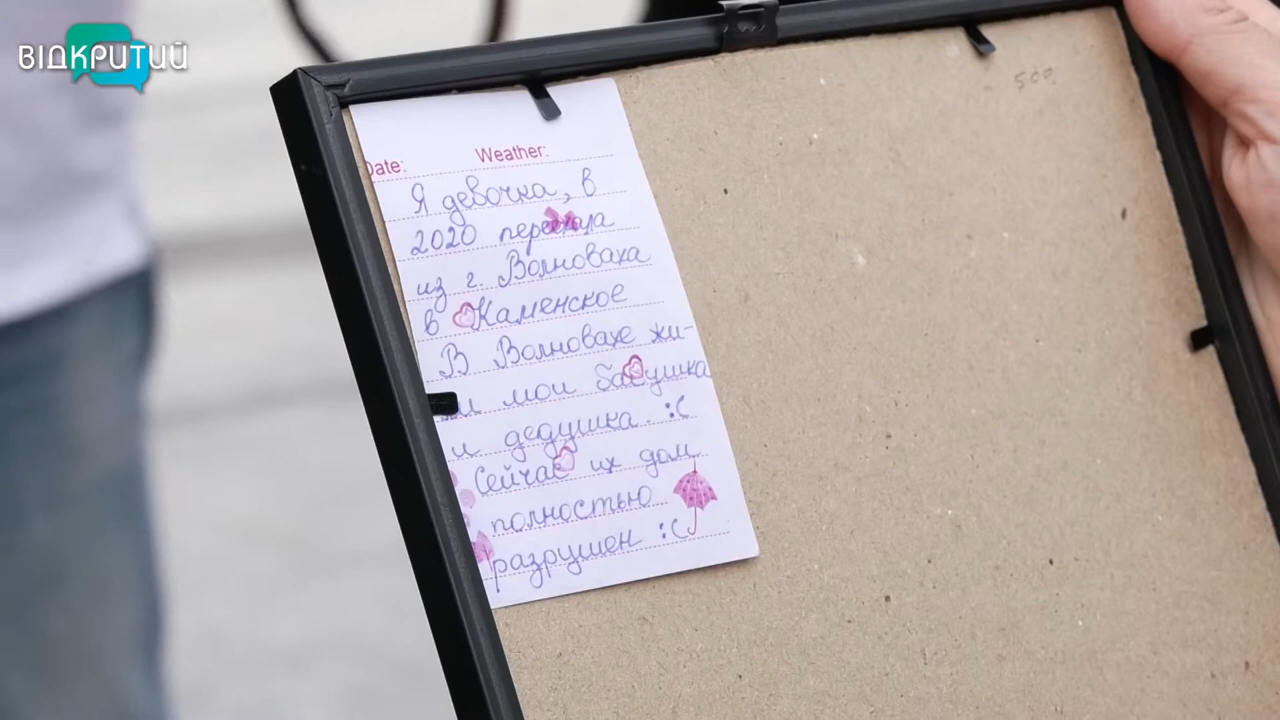 ВІДКРИТИЙ
500
Date: Weather:
Я девочка, в
2020 переехала
из г. Волноваха
в Каменское
В Волновахе жи-
ли мои бабушка
и дедушка. :С
Сейчас их дом
полностью
разрушен :С